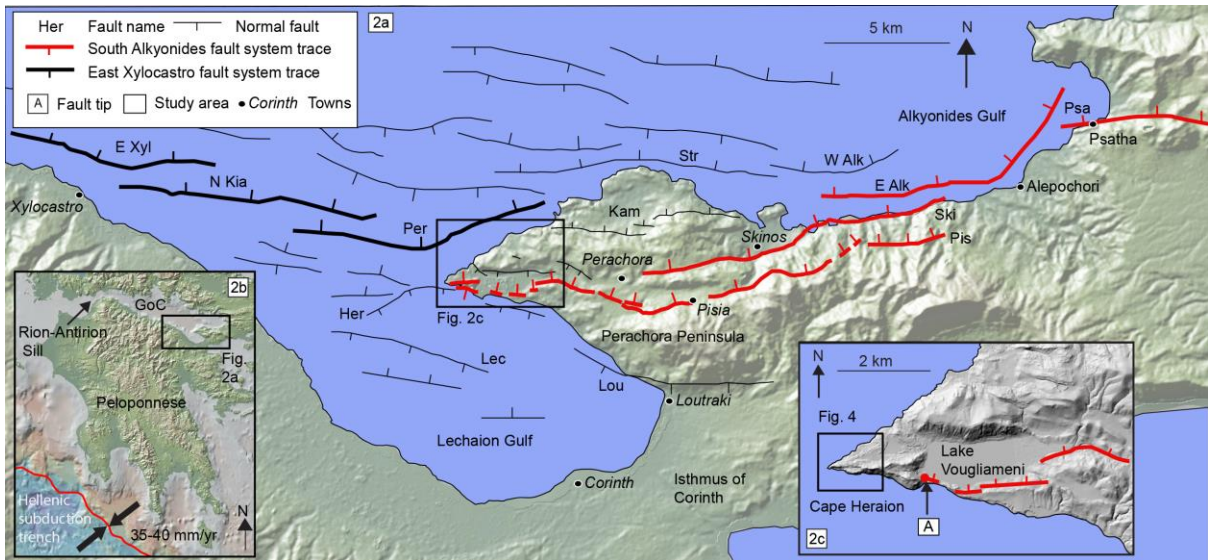 2a
Her Fault name Normal fault
South Alkyonides fault system trace
East Xylocastro fault system trace
A Fault tip Study area Corinth Towns
5 km
N
Alkyonides Gulf
Psa
Psatha
E Xyl
Str
W Alk
N Kia
E Alk
Alepochori
Xylocastro
Kam
Ski
Per
Skinos
Pis
Perachora
Her
Fig. 2c
Pisia
Perachora Peninsula
Lec
Lou
Loutraki
Lechaion Gulf
Corinth
Isthmus of
Corinth
2b
GoC
Rion-Antirion
Sill
Fig.
2a
Peloponnese
Hellenic
subduction
trench
35-40 mm/yr
N
N
2 km
Fig. 4
Lake
Vougliameni
Cape Heraion
A
2c